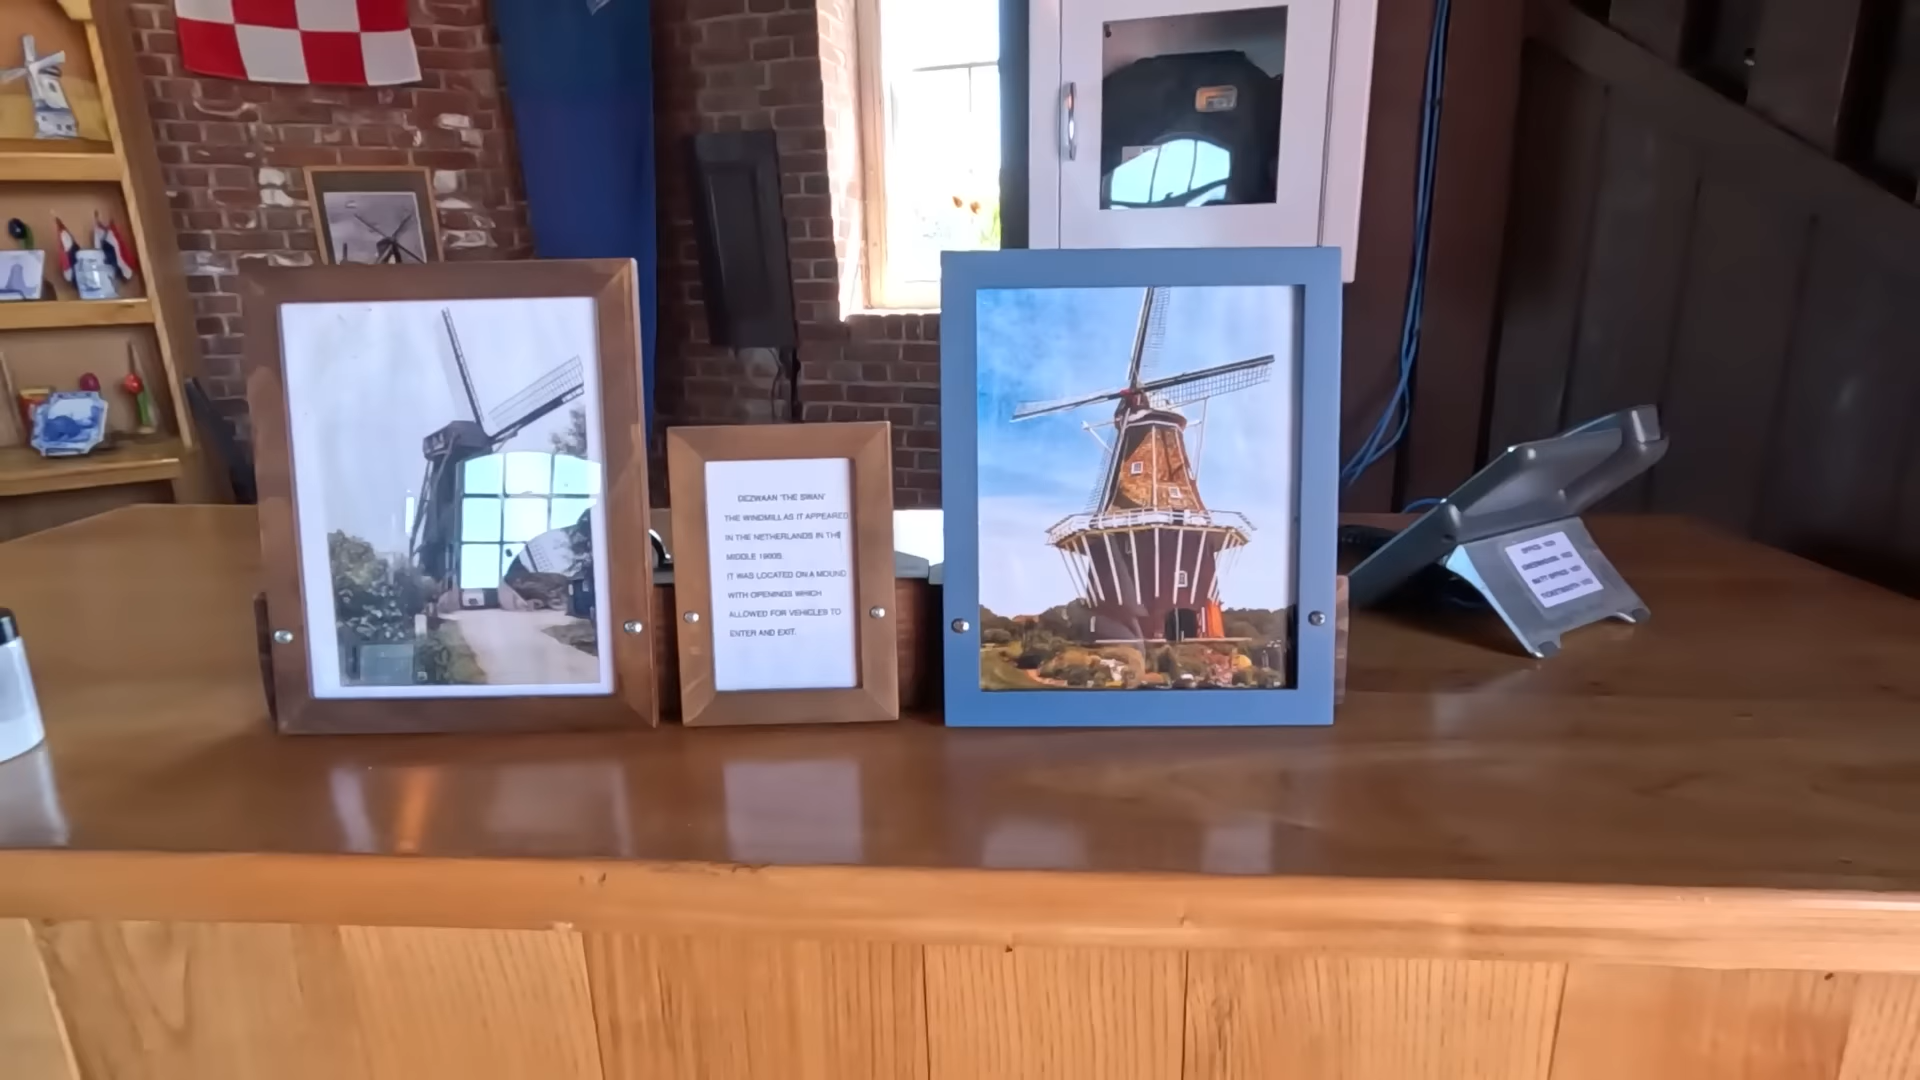 DEZWAAN 'THE SWAN'
THE WINDMILL AS IT APPEARED
IN THE NETHERLANDS IN THE
MIDDLE 1900S.
IT WAS LOCATED ON A MOUND
WITH OPENINGS WHICH
ALLOWED FOR VEHICLES TO
ENTER AND EXIT.